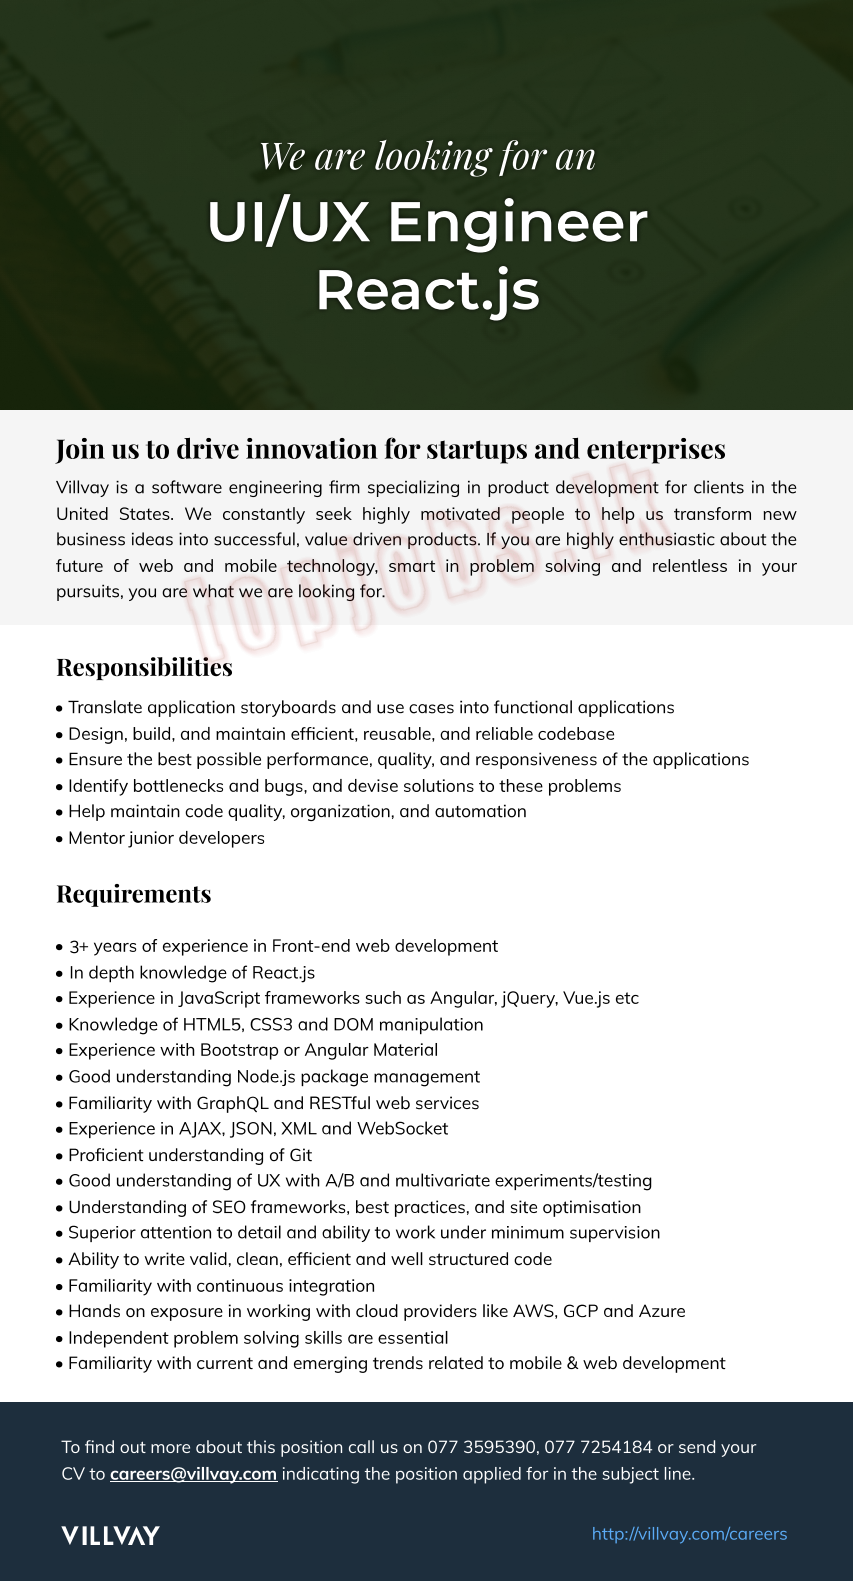 We are looking for an
UI/UX Engineer
React.js
Join us to drive innovation for startups and enterprises
Villvay is a software engineering firm specializing in product development for clients in the
United States. We constantly seek highly motivated people to help us transform new
business ideas into successful, value driven products. If you are highly enthusiastic about the
future of web and mobile technology, smart in problem solving and relentless in your
pursuits, you are what we are looking for.
topjobs.lk
Responsibilities
• Translate application storyboards and use cases into functional applications
• Design, build, and maintain efficient, reusable, and reliable codebase
• Ensure the best possible performance, quality, and responsiveness of the applications
• Identify bottlenecks and bugs, and devise solutions to these problems
• Help maintain code quality, organization, and automation
• Mentor junior developers
Requirements
• 3+ years of experience in Front-end web development
• In depth knowledge of React.js
• Experience in JavaScript frameworks such as Angular, jQuery, Vue.js etc
• Knowledge of HTML5, CSS3 and DOM manipulation
• Experience with Bootstrap or Angular Material
• Good understanding Node.js package management
• Familiarity with GraphQL and RESTful web services
• Experience in AJAX, JSON, XML and WebSocket
• Proficient understanding of Git
• Good understanding of UX with A/B and multivariate experiments/testing
• Understanding of SEO frameworks, best practices, and site optimisation
• Superior attention to detail and ability to work under minimum supervision
• Ability to write valid, clean, efficient and well structured code
• Familiarity with continuous integration
• Hands on exposure in working with cloud providers like AWS, GCP and Azure
• Independent problem solving skills are essential
• Familiarity with current and emerging trends related to mobile & web development
To find out more about this position call us on 077 3595390, 077 7254184 or send your
CV to careers@villvay.com indicating the position applied for in the subject line.
VILLVAY
http://villvay.com/careers